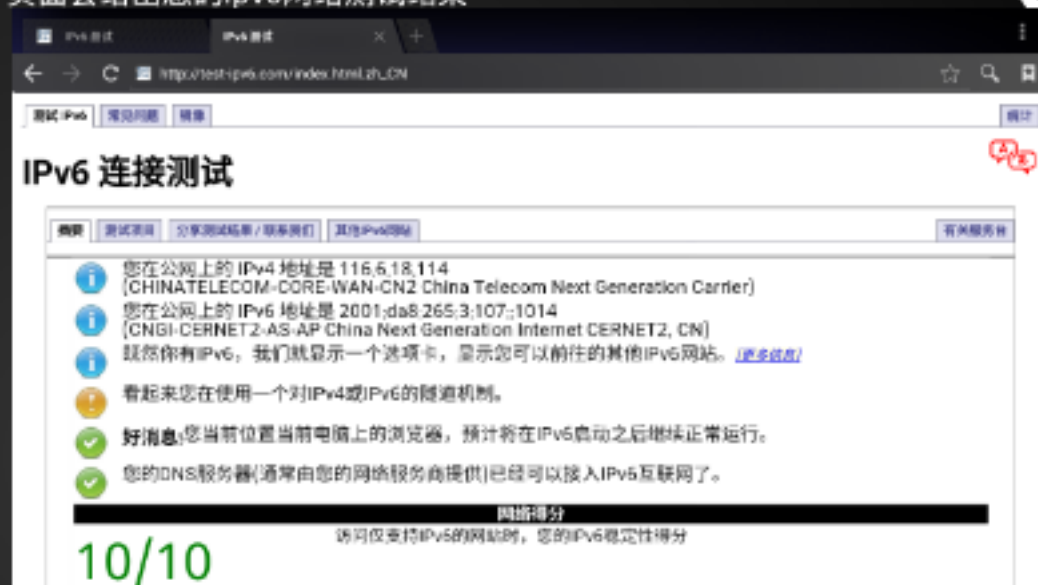 IPv6 测试
IPv6 测试
http://test-ipv6.com/index.html.zh_CN
测试 IPv6 常见问题 镜像 统计
IPv6 连接测试
摘要 测试项目 分享测试结果 / 联系我们 其他IPv6网站 有关服务台
您在公网上的 IPv4 地址是 116.6.18.114
(CHINATELECOM-CORE-WAN-CN2 China Telecom Next Generation Carrier)
您在公网上的 IPv6 地址是 2001:da8:265:3:107::1014
(CNGI-CERNET2-AS-AP China Next Generation Internet CERNET2, CN)
既然你有IPv6，我们就显示一个选项卡，显示您可以前往的其他IPv6网站。 [更多信息]
看起来您在使用一个对IPv4或IPv6的隧道机制。
好消息!您当前位置当前电脑上的浏览器，预计将在IPv6启动之后继续正常运行。
您的DNS服务器(通常由您的网络服务商提供)已经可以接入IPv6互联网了。
网络得分
10/10 访问仅支持IPv6的网站时，您的IPv6稳定性得分